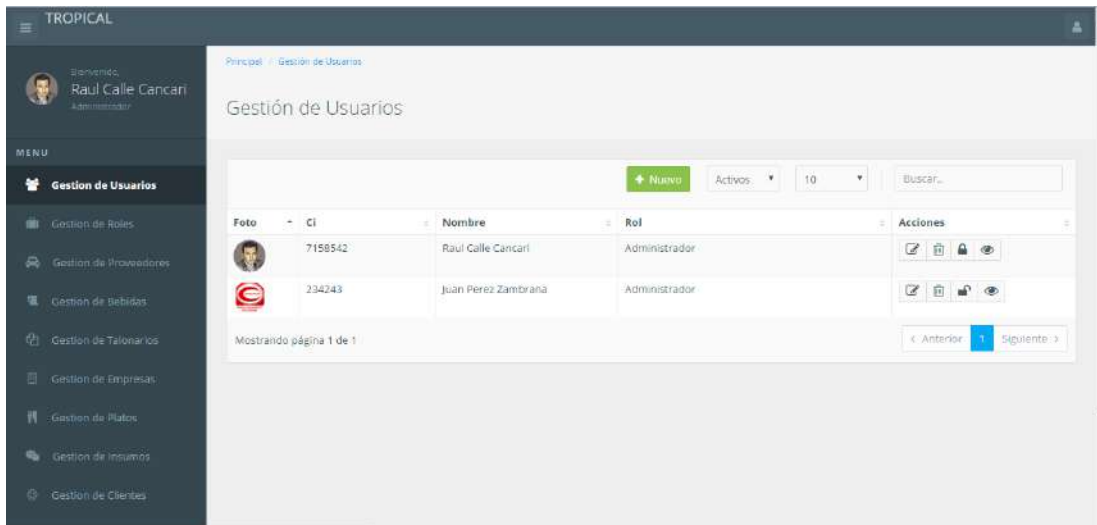 TROPICAL
Bienvenido,
Raul Calle Cancari
Administrador
MENU
Gestion de Usuarios
Gestion de Roles
Gestion de Proveedores
Gestion de Bebidas
Gestion de Talonarios
Gestion de Empresas
Gestion de Platos
Gestion de Insumos
Gestion de Clientes
Principal / Gestión de Usuarios
Gestión de Usuarios
Nuevo Activos 10 Buscar..
Foto Ci Nombre Rol Acciones
7158542 Raul Calle Cancari Administrador
234243 Juan Perez Zambrana Administrador
Mostrando página 1 de 1
< Anterior 1 Siguiente >